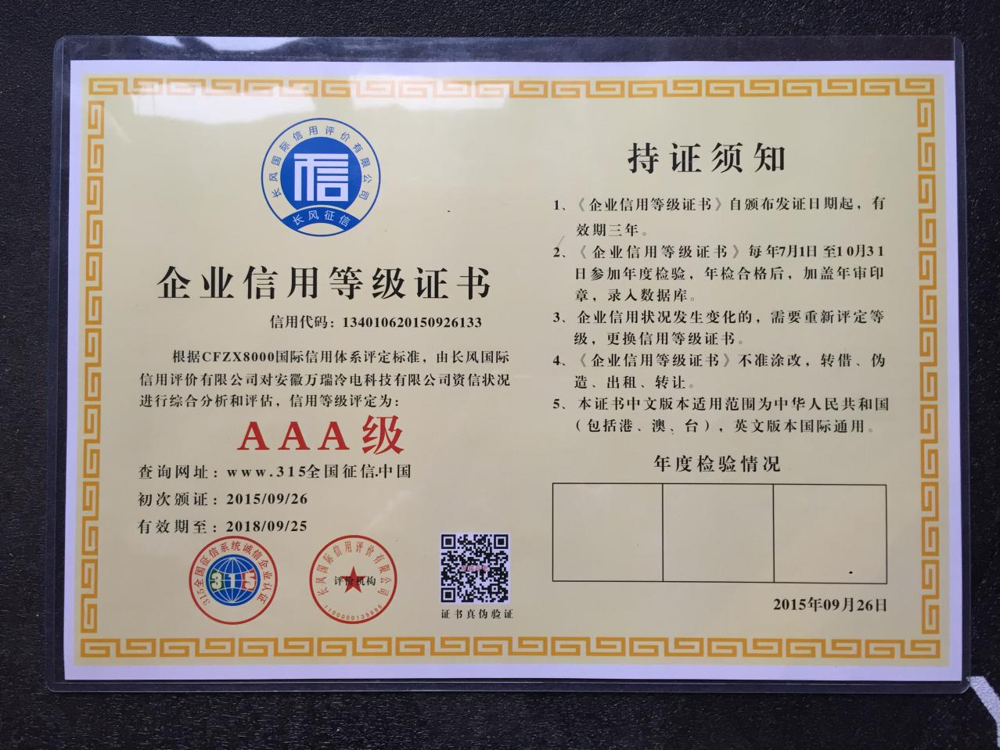 长风国际信用评价有限公司
信
长风征信
企业信用等级证书
信用代码：134010620150926133
根据CFZX8000国际信用体系评定标准，由长风国际
信用评价有限公司对安徽万瑞冷电科技有限公司资信状况
进行综合分析和评估，信用等级评定为：
AAA级
查询网址：www.315全国征信.中国
初次颁证：2015/09/26
有效期至：2018/09/25
315全国征信系统诚信企业认证
315
长风国际信用评价有限公司
评价机构
1100000139896
证书真伪验证
持证须知
1、《企业信用等级证书》自颁布发证日期起，有
效期三年。
2、《企业信用等级证书》每年7月1日至10月31
日参加年度检验，年检合格后，加盖年审印
章，录入数据库。
3、企业信用状况发生变化的，需要重新评定等
级，更换信用等级证书。
4、《企业信用等级证书》不准涂改，转借、伪
造、出租、转让。
5、本证书中文版本适用范围为中华人民共和国
（包括港、澳、台），英文版本国际通用。
年度检验情况
2015年09月26日